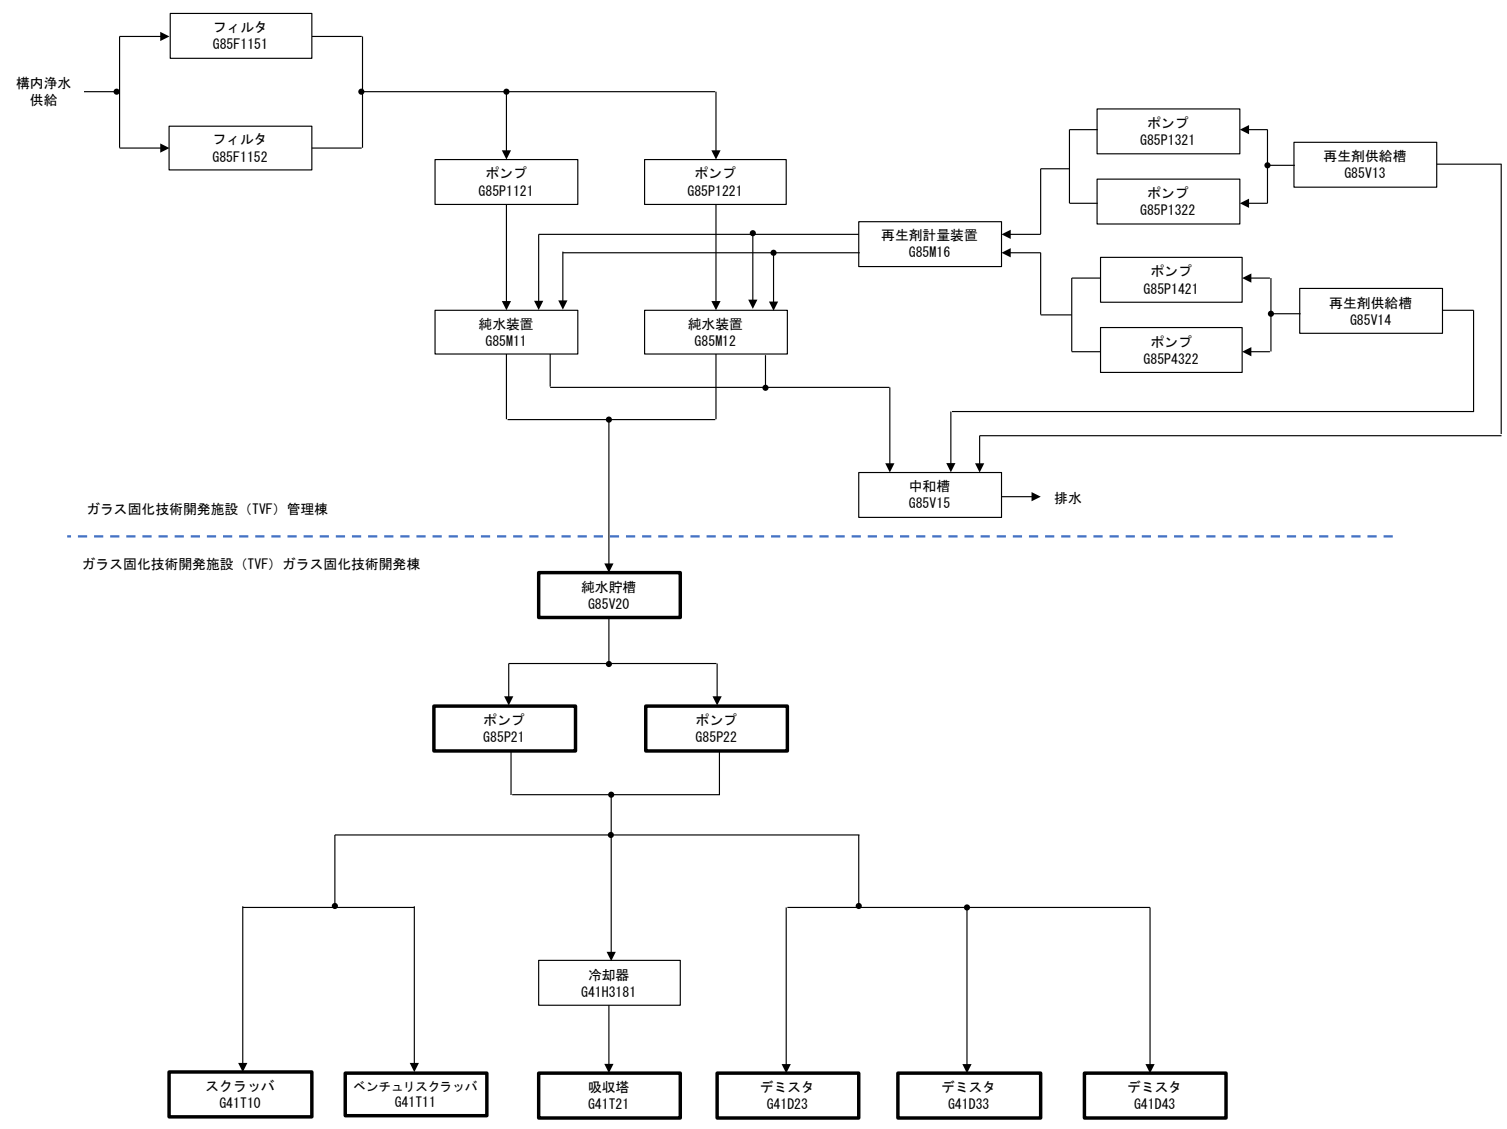 フィルタ
G85F1151
構内浄水
供給
フィルタ
G85F1152
ポンプ
G85P1121
ポンプ
G85P1221
ポンプ
G85P1321
再生剤供給槽
G85V13
ポンプ
G85P1322
再生剤計量装置
G85M16
ポンプ
G85P1421
再生剤供給槽
G85V14
純水装置
G85M11
純水装置
G85M12
ポンプ
G85P4322
中和槽
G85V15
排水
ガラス固化技術開発施設（TVF）管理棟
ガラス固化技術開発施設（TVF）ガラス固化技術開発棟
純水貯槽
G85V20
ポンプ
G85P21
ポンプ
G85P22
冷却器
G41H3181
スクラッバ
G41T10
ベンチュリスクラッバ
G41T11
吸収塔
G41T21
デミスタ
G41D23
デミスタ
G41D33
デミスタ
G41D43